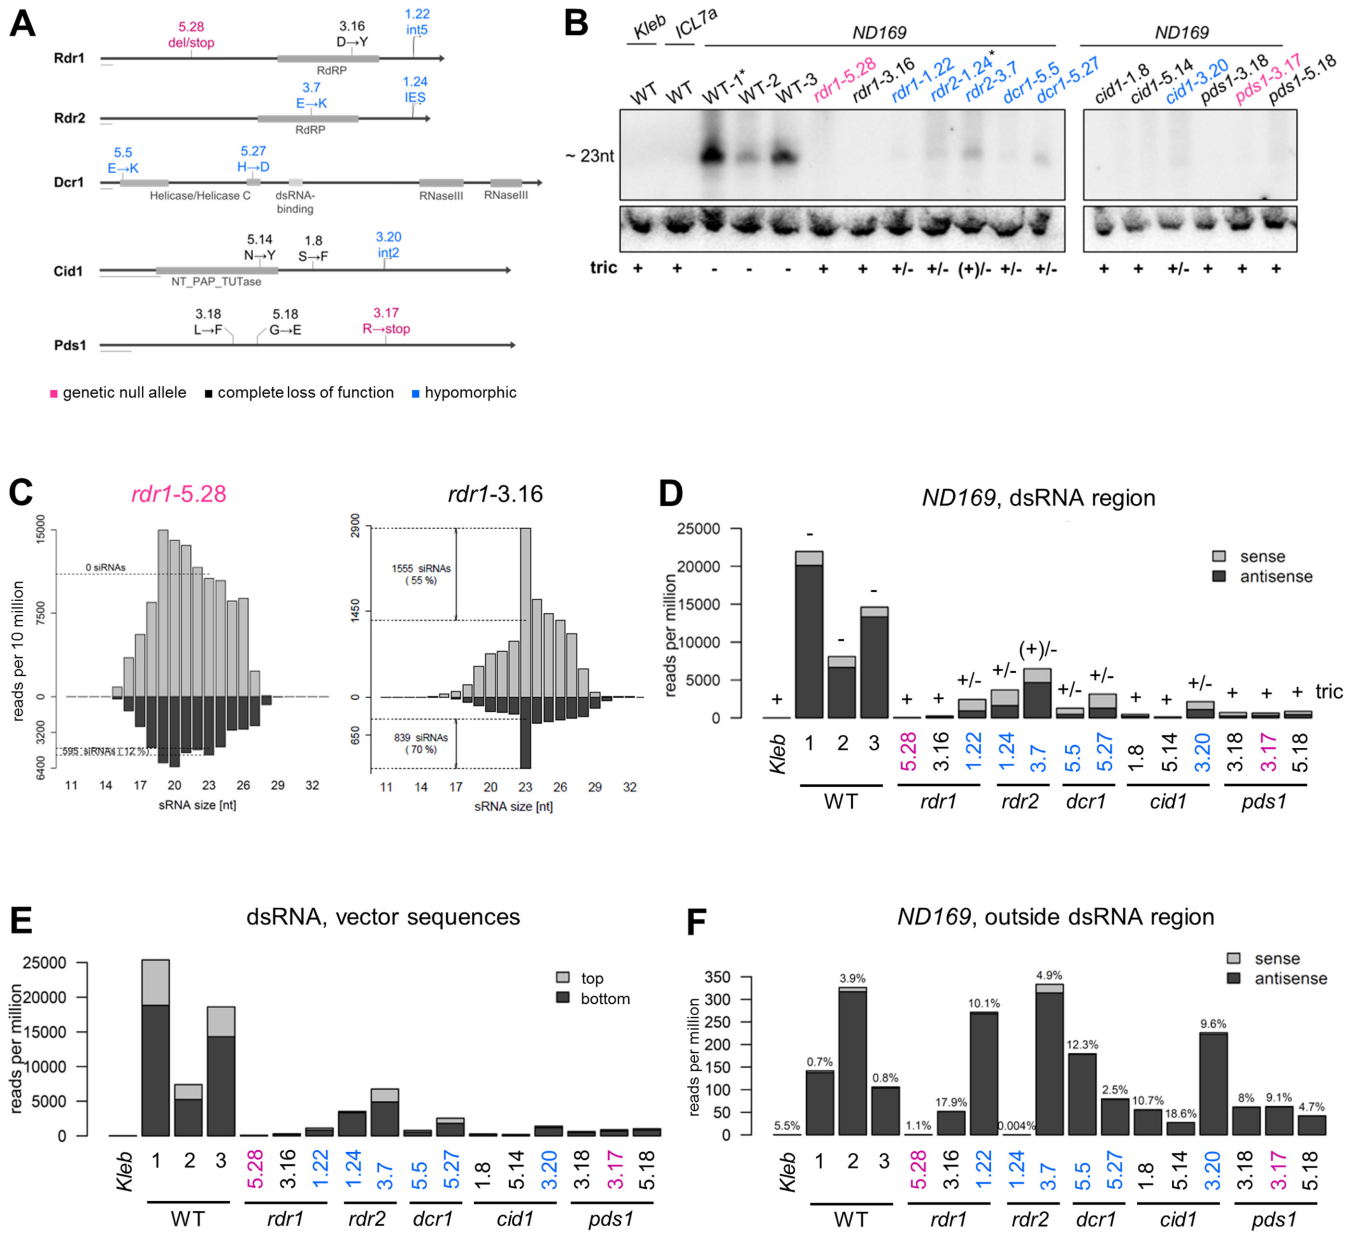 A
5.28
del/stop
3.16
D→Y
1.22
int5
Rdr1
RdRP
3.7
E→K
1.24
IES
Rdr2
RdRP
5.5
E→K
5.27
H→D
Dcr1
Helicase/Helicase C
dsRNA-
binding
RNaseIII
RNaseIII
5.14
N→Y
1.8
S→F
3.20
int2
Cid1
NT_PAP_TUTase
3.18
L→F
5.18
G→E
3.17
R→stop
Pds1
genetic null allele
complete loss of function
hypomorphic
B
Kleb
ICL7a
ND169
ND169
WT
WT
WT-1*
WT-2
WT-3
rdr1-5.28
rdr1-3.16
rdr1-1.22
rdr2-1.24*
rdr2-3.7
dcr1-5.5
dcr1-5.27
cid1-1.8
cid1-5.14
cid1-3.20
pds1-3.18
pds1-3.17
pds1-5.18
~ 23nt
tric + + - - - + + +/- +/- (+)/- +/- +/- + + +/- + + +
C
rdr1-5.28
reads per 10 million
15000
7500
0
3200
6400
0 siRNAs
595 siRNAs (12 %)
11 14 17 20 23 26 29 32
sRNA size [nt]
rdr1-3.16
2900
1450
0
650
1555 siRNAs
( 55 %)
839 siRNAs
( 70 %)
11 14 17 20 23 26 29 32
sRNA size [nt]
D
ND169, dsRNA region
reads per million
25000
20000
15000
10000
5000
0
sense
antisense
+ - - - + + +/- +/- (+)/- +/- +/- + + +/- + + + tric
Kleb 1 2 3 5.28 3.16 1.22 1.24 3.7 5.5 5.27 1.8 5.14 3.20 3.18 3.17 5.18
WT rdr1 rdr2 dcr1 cid1 pds1
E
dsRNA, vector sequences
reads per million
25000
20000
15000
10000
5000
0
top
bottom
Kleb 1 2 3 5.28 3.16 1.22 1.24 3.7 5.5 5.27 1.8 5.14 3.20 3.18 3.17 5.18
WT rdr1 rdr2 dcr1 cid1 pds1
F
ND169, outside dsRNA region
reads per million
350
300
250
200
150
100
50
0
sense
antisense
5.5% 0.7% 3.9% 0.8% 1.1% 17.9% 10.1% 0.004% 4.9% 12.3% 2.5% 10.7% 18.6% 9.6% 8% 9.1% 4.7%
Kleb 1 2 3 5.28 3.16 1.22 1.24 3.7 5.5 5.27 1.8 5.14 3.20 3.18 3.17 5.18
WT rdr1 rdr2 dcr1 cid1 pds1